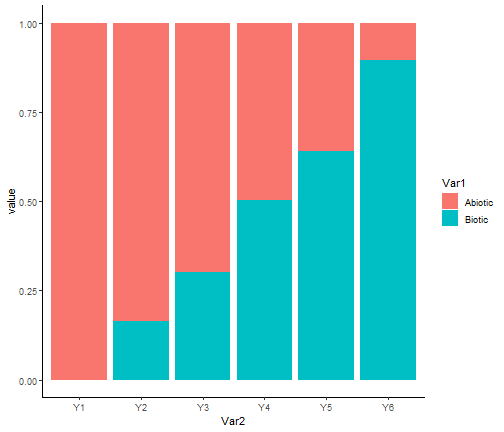 1.00
0.75
0.50
0.25
0.00
value
Y1 Y2 Y3 Y4 Y5 Y6
Var2
Var1
Abiotic
Biotic